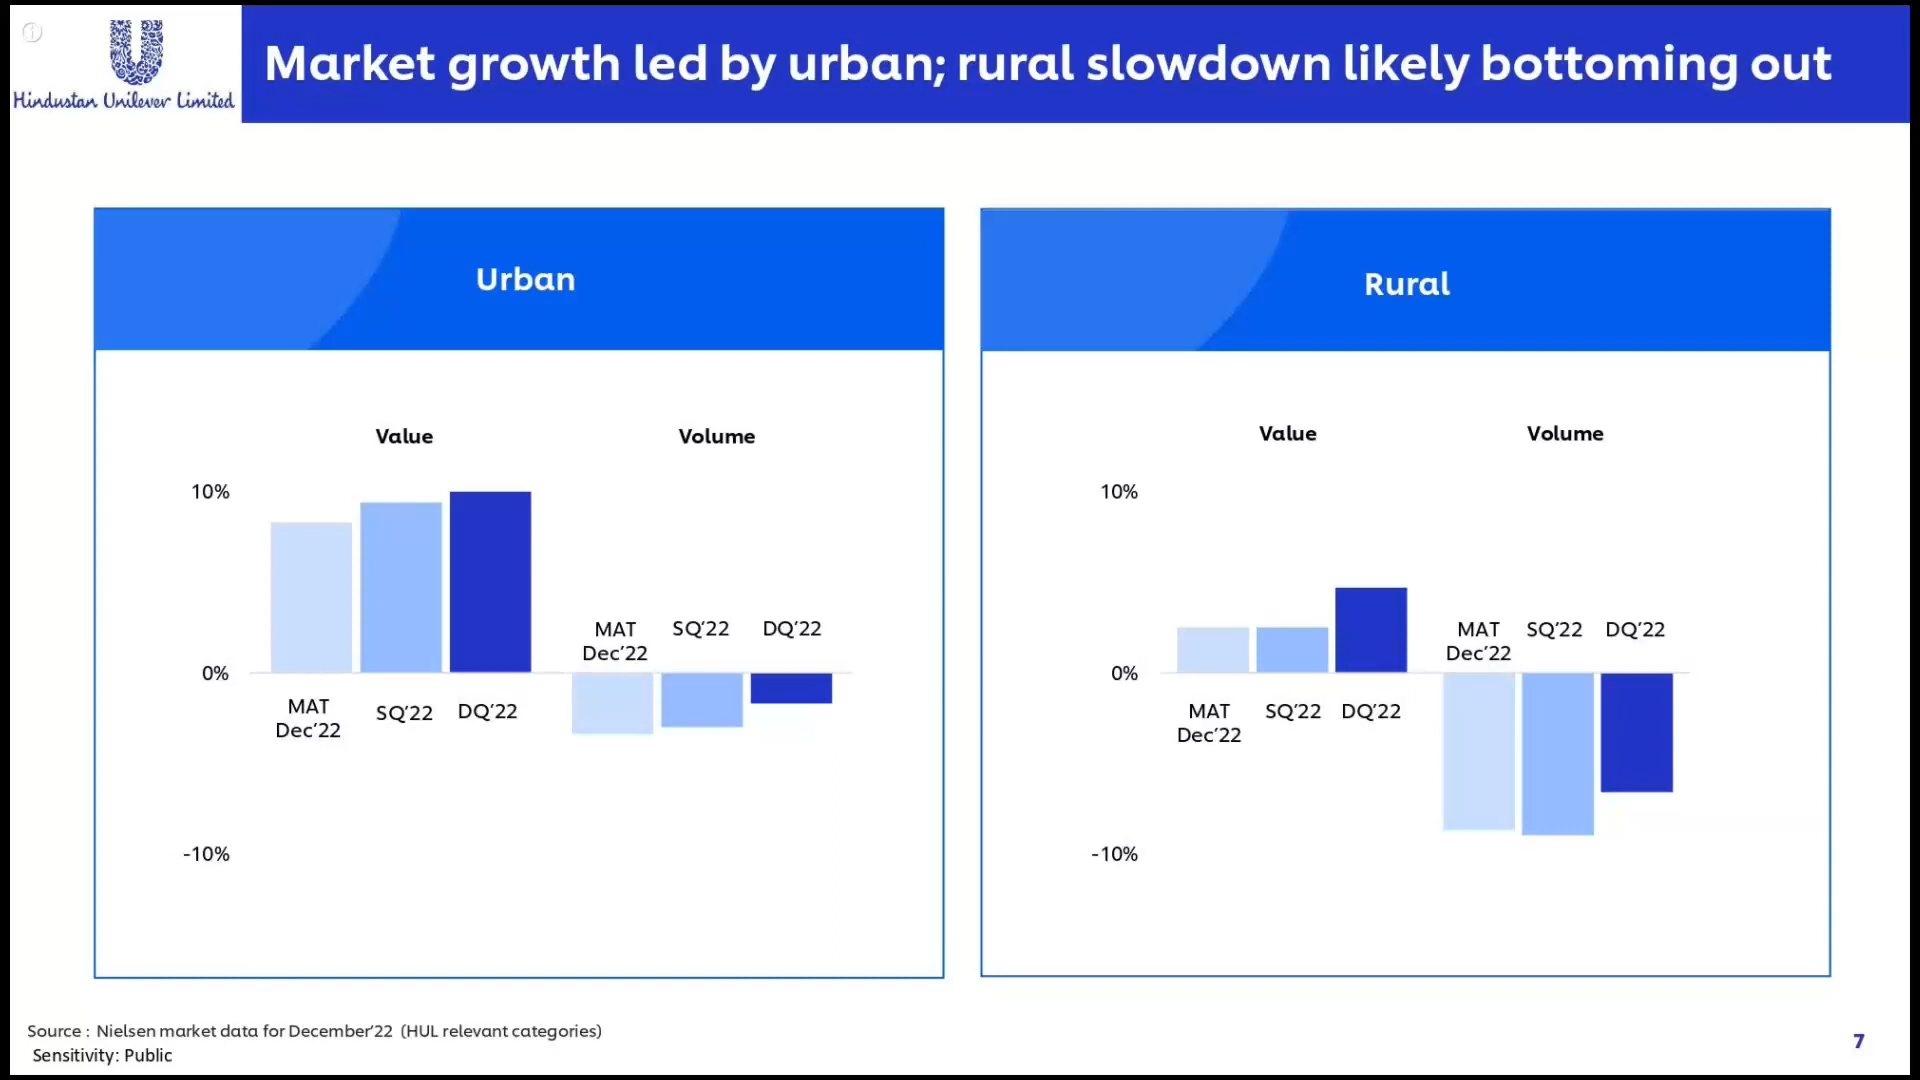 Hindustan Unilever Limited
Market growth led by urban; rural slowdown likely bottoming out
Urban
Value
Volume
10%
0%
-10%
MAT
Dec’22
SQ’22
DQ’22
MAT
Dec’22
SQ’22
DQ’22
Rural
Value
Volume
10%
0%
-10%
MAT
Dec’22
SQ’22
DQ’22
MAT
Dec’22
SQ’22
DQ’22
Source : Nielsen market data for December’22 (HUL relevant categories)
Sensitivity: Public
7